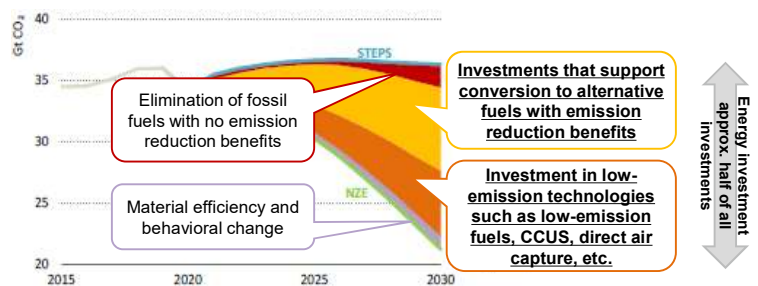 Gt CO₂
40
35
30
25
20
2015
2020
2025
2030
STEPS
NZE
Elimination of fossil
fuels with no emission
reduction benefits
Material efficiency and
behavioral change
Investments that support
conversion to alternative
fuels with emission
reduction benefits
Investment in low-
emission technologies
such as low-emission
fuels, CCUS, direct air
capture, etc.
Energy investment
approx. half of all
investments